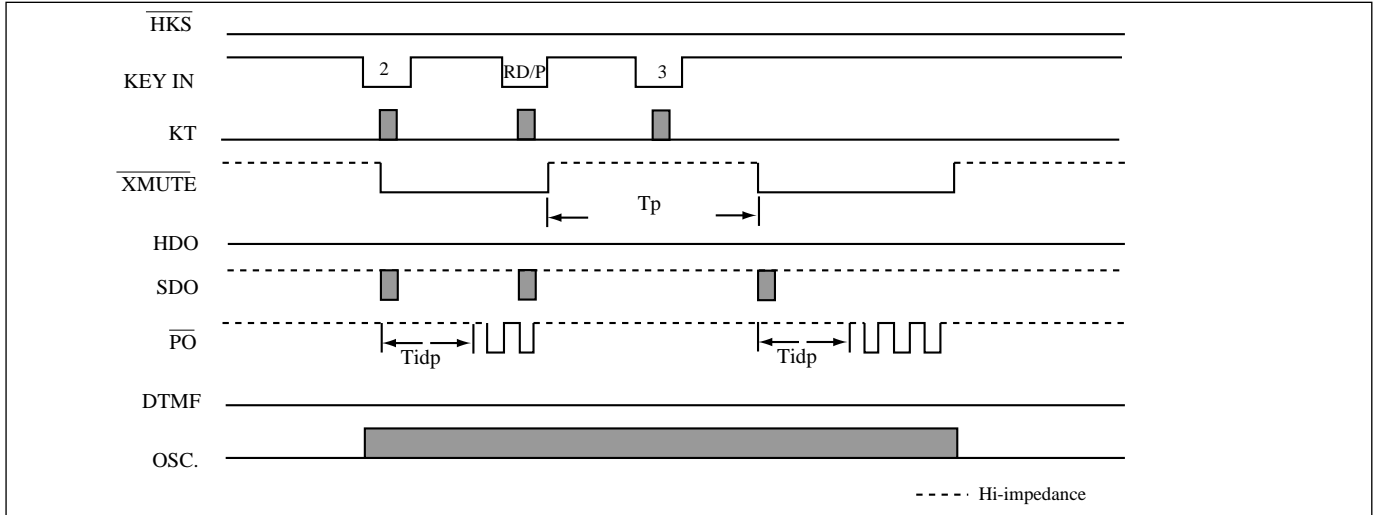 HKS
KEY IN 2 RD/P 3
KT
XMUTE
Tp
HDO
SDO
PO
Tidp Tidp
DTMF
OSC.
Hi-impedance